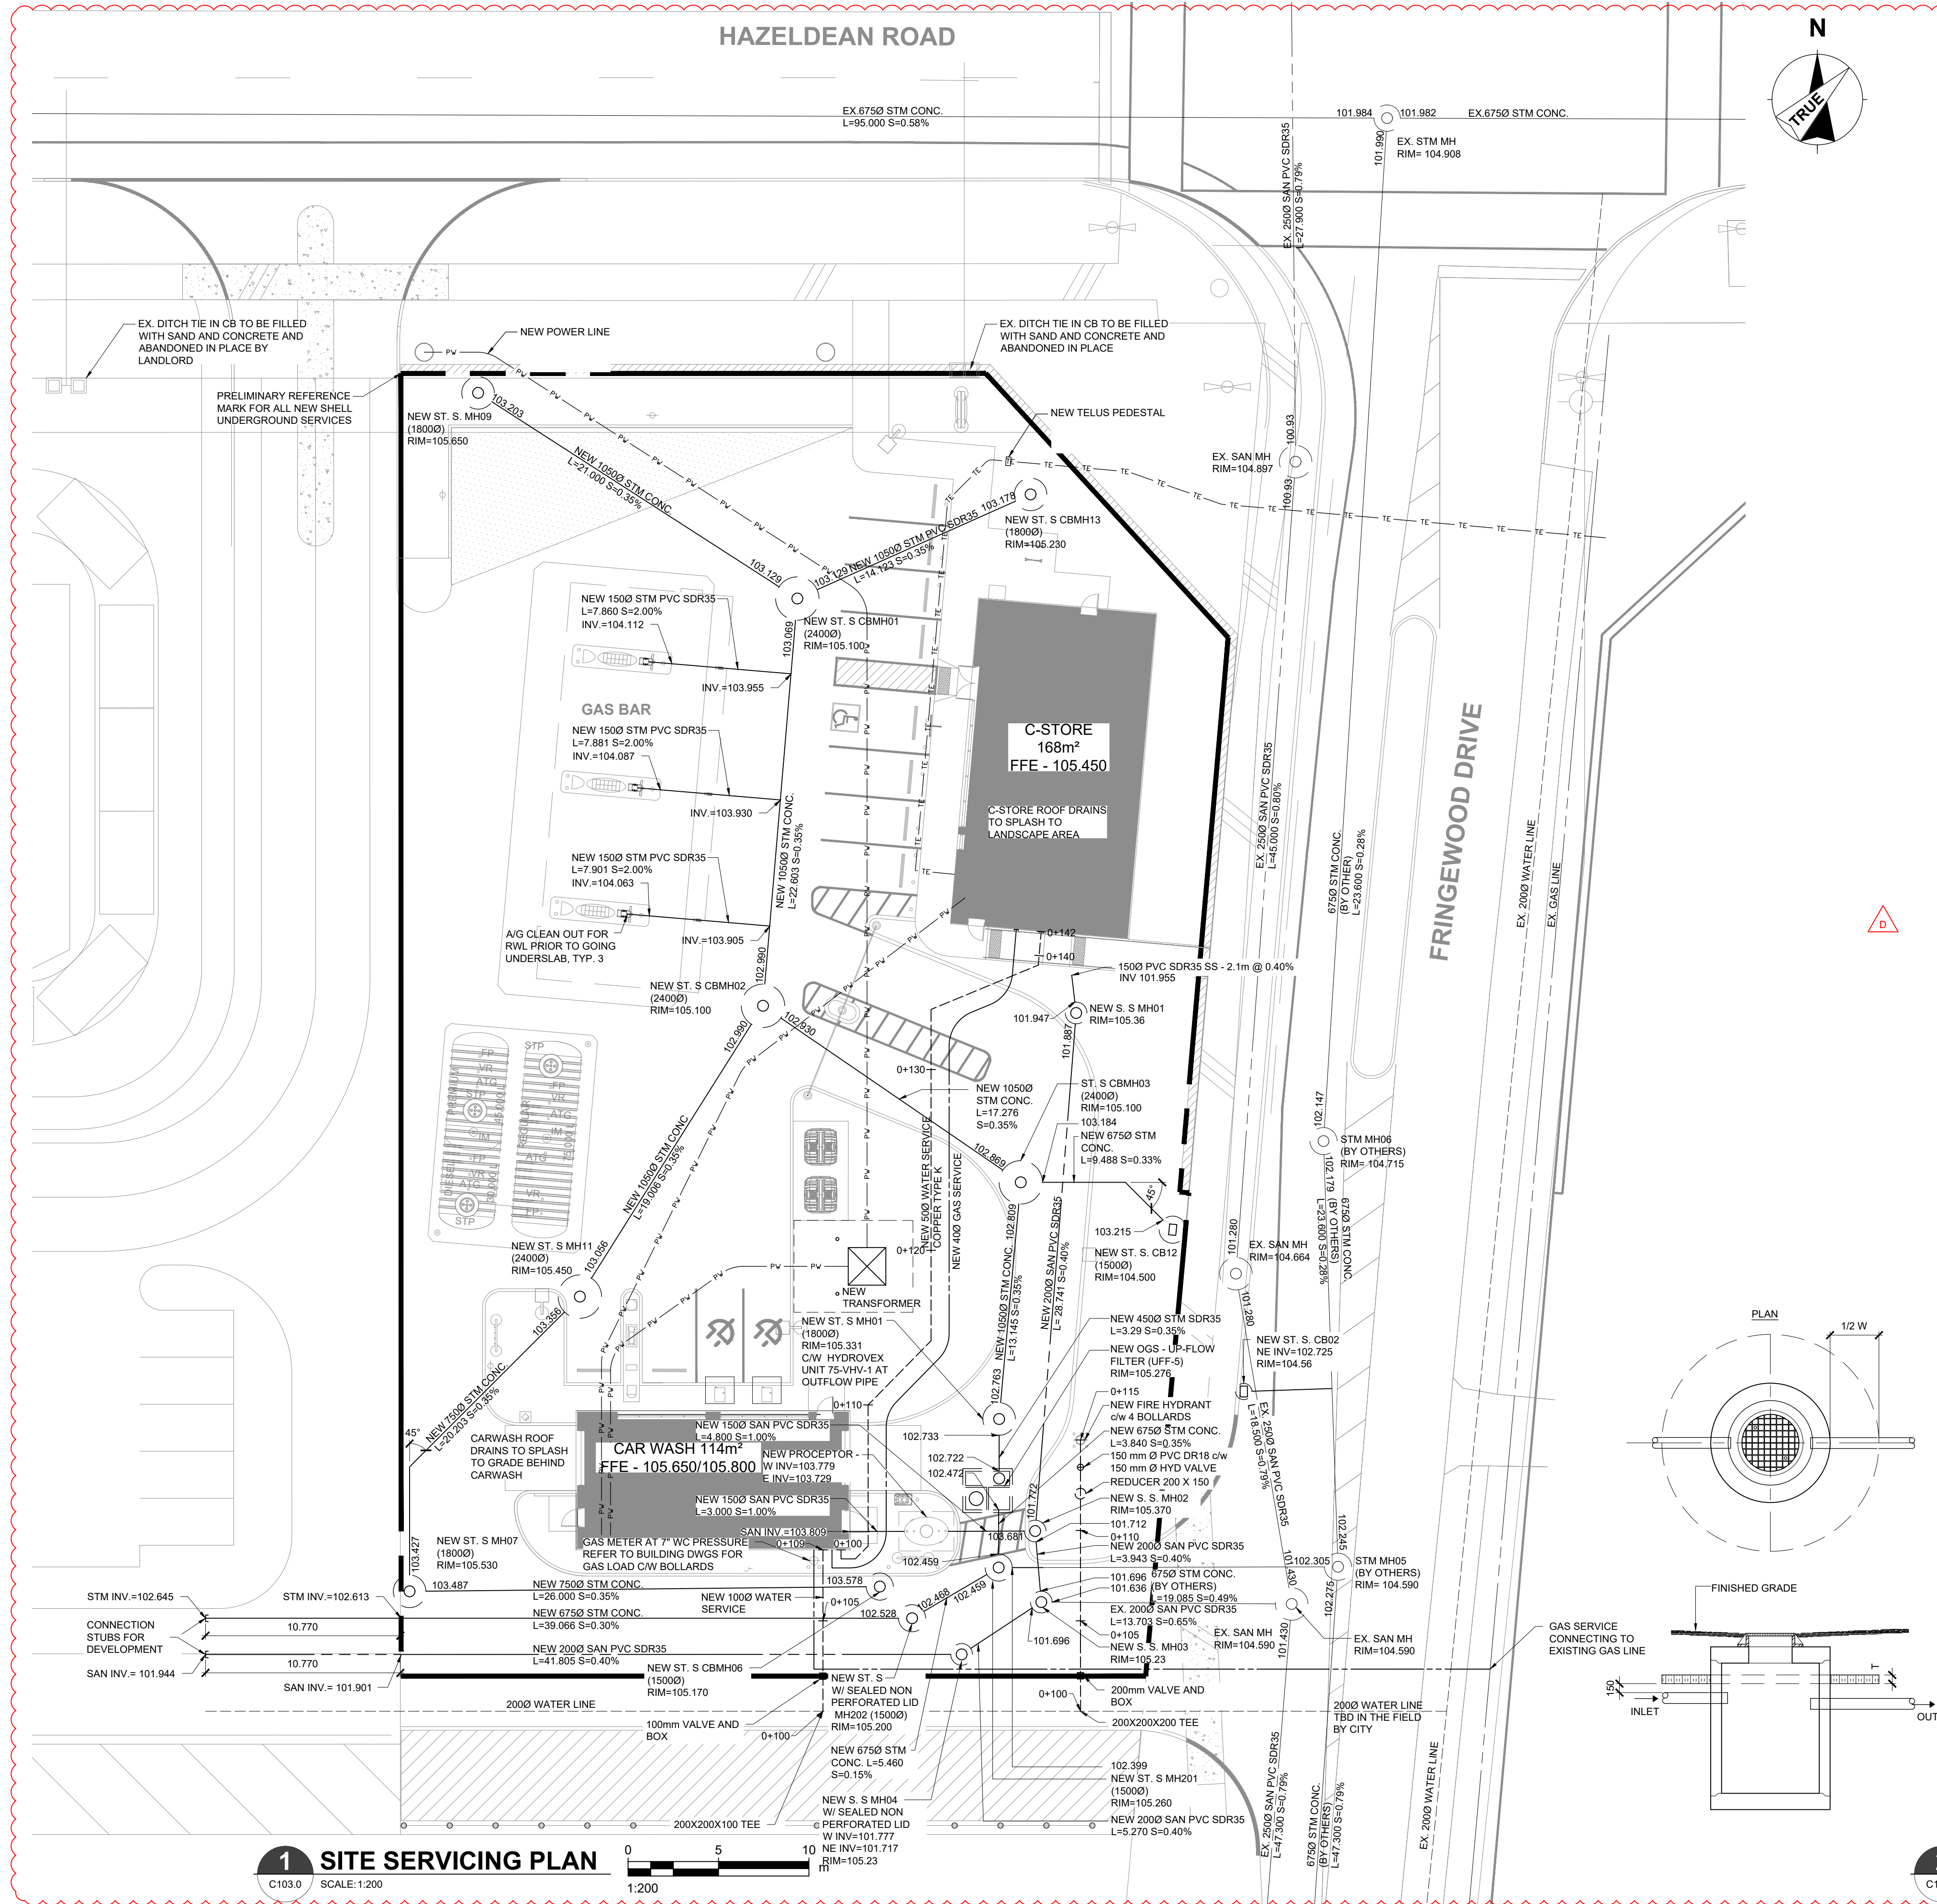 HAZELDEAN ROAD
N
TRUE
EX.675Ø STM CONC.
L=95.000 S=0.58%
101.984
101.982
EX.675Ø STM CONC.
EX. STM MH
RIM= 104.908
101.990
EX. 250Ø SAN PVC SDR35
L=27.900 S=0.79%
EX. DITCH TIE IN CB TO BE FILLED
WITH SAND AND CONCRETE AND
ABANDONED IN PLACE BY
LANDLORD
NEW POWER LINE
EX. DITCH TIE IN CB TO BE FILLED
WITH SAND AND CONCRETE AND
ABANDONED IN PLACE
PRELIMINARY REFERENCE
MARK FOR ALL NEW SHELL
UNDERGROUND SERVICES
NEW ST. S. MH09
(1800Ø)
RIM=105.650
103.203
NEW 1050Ø STM CONC.
L=21.000 S=0.35%
NEW TELUS PEDESTAL
EX. SAN MH
RIM=104.897
100.93
100.93
103.178
NEW 1050Ø STM PVC SDR35
L=14.123 S=0.35%
103.129
103.129
NEW ST. S CBMH13
(1800Ø)
RIM=105.230
NEW 150Ø STM PVC SDR35
L=7.860 S=2.00%
INV.=104.112
103.069
NEW ST. S CBMH01
(2400Ø)
RIM=105.100
INV.=103.955
GAS BAR
NEW 150Ø STM PVC SDR35
L=7.881 S=2.00%
INV.=104.087
INV.=103.930
NEW 150Ø STM PVC SDR35
L=7.901 S=2.00%
INV.=104.063
INV.=103.905
A/G CLEAN OUT FOR
RWL PRIOR TO GOING
UNDERSLAB, TYP. 3
NEW 1050Ø STM CONC.
L=22.603 S=0.35%
C-STORE
168m²
FFE - 105.450
C-STORE ROOF DRAINS
TO SPLASH TO
LANDSCAPE AREA
EX. 250Ø SAN PVC SDR35
L=45.000 S=0.80%
675Ø STM CONC.
(BY OTHER)
L=23.600 S=0.28%
FRINGEWOOD DRIVE
EX. 200Ø WATER LINE
EX. GAS LINE
D
102.990
NEW ST. S CBMH02
(2400Ø)
RIM=105.100
102.990
102.930
0+142
0+140
150Ø PVC SDR35 SS - 2.1m @ 0.40%
INV 101.955
101.947
NEW S. S MH01
RIM=105.36
101.887
0+130
NEW 1050Ø
STM CONC.
L=17.276
S=0.35%
ST. S CBMH03
(2400Ø)
RIM=105.100
103.184
NEW 675Ø STM
CONC.
L=9.488 S=0.33%
102.869
45°
103.215
NEW ST. S. CB12
(1500Ø)
RIM=104.500
102.147
STM MH06
(BY OTHERS)
RIM= 104.715
102.179
675Ø STM CONC.
(BY OTHERS)
L=23.600 S=0.28%
101.280
EX. SAN MH
RIM=104.664
101.280
PREMIUM
45,000 L
DIESEL
30,000 L
REGULAR
75,000 L
NEW 1050Ø STM CONC
L=19.006 S=0.35%
NEW ST. S MH11
(2400Ø)
RIM=105.450
103.056
103.356
NEW 50Ø WATER SERVICE
COPPER TYPE K
NEW 40Ø GAS SERVICE
0+120
NEW
TRANSFORMER
102.809
NEW 1050Ø STM CONC.
L=13.145 S=0.35%
NEW 200Ø SAN PVC SDR35
L= 28.741 S=0.40%
NEW ST. S MH01
(1800Ø)
RIM=105.331
C/W HYDROVEX
UNIT 75-VHV-1 AT
OUTFLOW PIPE
102.763
NEW 450Ø STM SDR35
L=3.29 S=0.35%
NEW OGS - UP-FLOW
FILTER (UFF-5)
RIM=105.276
0+115
NEW FIRE HYDRANT
c/w 4 BOLLARDS
NEW 675Ø STM CONC.
L=3.840 S=0.35%
150 mm Ø PVC DR18 c/w
150 mm Ø HYD VALVE
REDUCER 200 X 150
NEW S. S. MH02
RIM=105.370
101.712
0+110
NEW 200Ø SAN PVC SDR35
L=3.943 S=0.40%
NEW ST. S. CB02
NE INV=102.725
RIM=104.56
EX. 250Ø SAN PVC SDR35
L=18.500 S=0.79%
PLAN
1/2 W
NEW 750Ø STM CONC.
L=20.203 S=0.35%
45°
CARWASH ROOF
DRAINS TO SPLASH
TO GRADE BEHIND
CARWASH
CAR WASH 114m²
FFE - 105.650/105.800
NEW 150Ø SAN PVC SDR35
L=4.800 S=1.00%
NEW PROCEPTOR
W INV=103.779
E INV=103.729
NEW 150Ø SAN PVC SDR35
L=3.000 S=1.00%
SAN INV.=103.809
0+110
102.733
102.722
102.472
101.772
103.681
102.459
GAS METER AT 7" WC PRESSURE
REFER TO BUILDING DWGS FOR
GAS LOAD C/W BOLLARDS
0+109
0+100
103.427
NEW ST. S MH07
(1800Ø)
RIM=105.530
103.487
103.578
NEW 750Ø STM CONC.
L=26.000 S=0.35%
NEW 675Ø STM CONC.
L=39.066 S=0.30%
NEW 200Ø SAN PVC SDR35
L=41.805 S=0.40%
NEW 100Ø WATER
SERVICE
0+105
102.528
102.468
102.459
101.696
101.636
675Ø STM CONC.
(BY OTHERS)
L=19.085 S=0.49%
EX. 200Ø SAN PVC SDR35
L=13.703 S=0.65%
0+105
NEW S. S. MH03
RIM=105.23
101.696
102.305
102.245
102.275
STM MH05
(BY OTHERS)
RIM= 104.590
101.430
101.430
EX. SAN MH
RIM=104.590
EX. SAN MH
RIM=104.590
STM INV.=102.645
STM INV.=102.613
CONNECTION
STUBS FOR
DEVELOPMENT
10.770
10.770
SAN INV.= 101.944
SAN INV.= 101.901
200Ø WATER LINE
NEW ST. S CBMH06
(1500Ø)
RIM=105.170
100mm VALVE AND
BOX
0+100
NEW ST. S
W/ SEALED NON
PERFORATED LID
MH202 (1500Ø)
RIM=105.200
NEW 675Ø STM
CONC. L=5.460
S=0.15%
NEW S. S MH04
W/ SEALED NON
PERFORATED LID
W INV=101.777
NE INV=101.717
RIM=105.23
0+100
200mm VALVE AND
BOX
200X200X200 TEE
200Ø WATER LINE
TBD IN THE FIELD
BY CITY
102.399
NEW ST. S MH201
(1500Ø)
RIM=105.260
NEW 200Ø SAN PVC SDR35
L=5.270 S=0.40%
200X200X100 TEE
EX. 250Ø SAN PVC SDR35
L=47.300 S=0.79%
675Ø STM CONC.
(BY OTHERS)
L=47.300 S=0.79%
EX. 200Ø WATER LINE
FINISHED GRADE
GAS SERVICE
CONNECTING TO
EXISTING GAS LINE
150
T
INLET
OUT
1
C103.0
SITE SERVICING PLAN
SCALE: 1:200
0 5 10
m
1:200